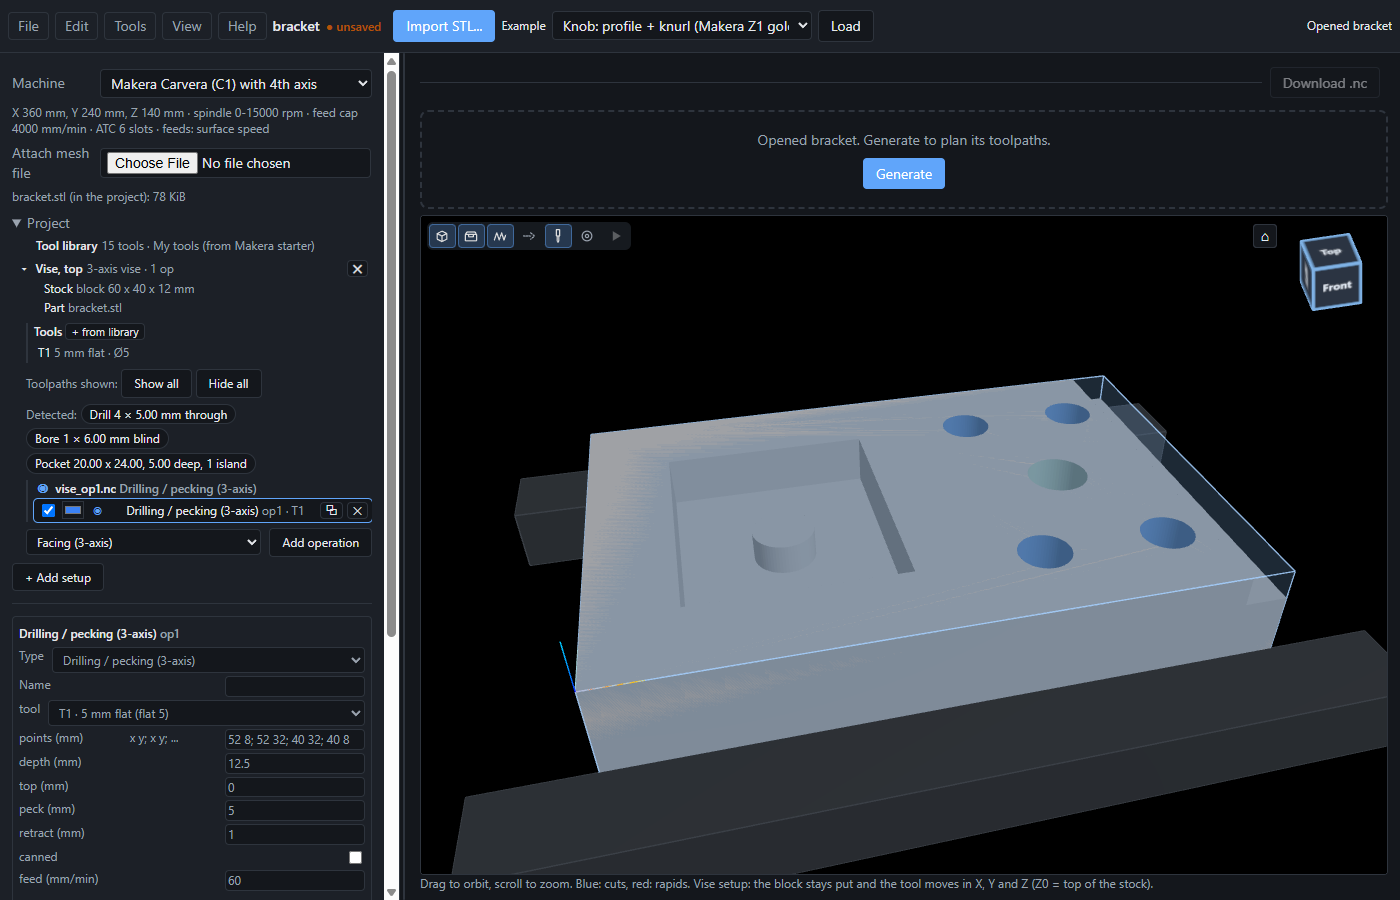 File Edit Tools View Help bracket ● unsaved Import STL... Example Knob: profile + knurl (Makera Z1 gol Load Opened bracket
Machine Makera Carvera (C1) with 4th axis
X 360 mm, Y 240 mm, Z 140 mm · spindle 0-15000 rpm · feed cap
4000 mm/min · ATC 6 slots · feeds: surface speed
Attach mesh file Choose File No file chosen
bracket.stl (in the project): 78 KiB
▼ Project
Tool library 15 tools · My tools (from Makera starter)
Vise, top 3-axis vise · 1 op
Stock block 60 x 40 x 12 mm
Part bracket.stl
Tools + from library
T1 5 mm flat · Ø5
Toolpaths shown: Show all Hide all
Detected: Drill 4 × 5.00 mm through
Bore 1 × 6.00 mm blind
Pocket 20.00 x 24.00, 5.00 deep, 1 island
vise_op1.nc Drilling / pecking (3-axis)
Drilling / pecking (3-axis) op1 · T1
Facing (3-axis) Add operation
+ Add setup
Drilling / pecking (3-axis) op1
Type Drilling / pecking (3-axis)
Name
tool T1 · 5 mm flat (flat 5)
points (mm) x y; x y; ... 52 8; 52 32; 40 32; 40 8
depth (mm) 12.5
top (mm) 0
peck (mm) 5
retract (mm) 1
canned
feed (mm/min) 60
Download .nc
Opened bracket. Generate to plan its toolpaths.
Generate
Top
Front
Drag to orbit, scroll to zoom. Blue: cuts, red: rapids. Vise setup: the block stays put and the tool moves in X, Y and Z (Z0 = top of the stock).